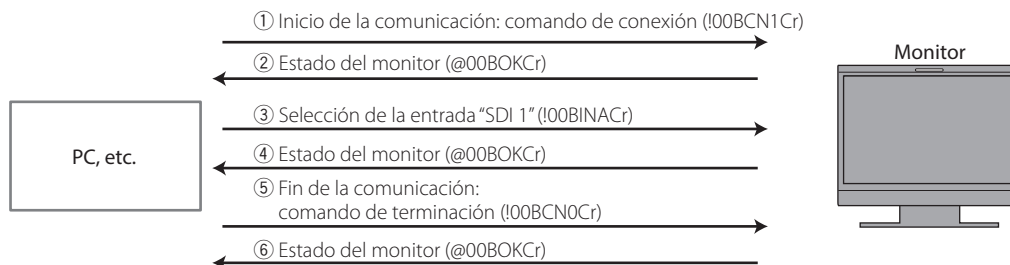 ① Inicio de la comunicación: comando de conexión (!00BCN1Cr)
② Estado del monitor (@00BOKCr)
Monitor
③ Selección de la entrada “SDI 1” (!00BINACr)
PC, etc.
④ Estado del monitor (@00BOKCr)
⑤ Fin de la comunicación:
comando de terminación (!00BCN0Cr)
⑥ Estado del monitor (@00BOKCr)